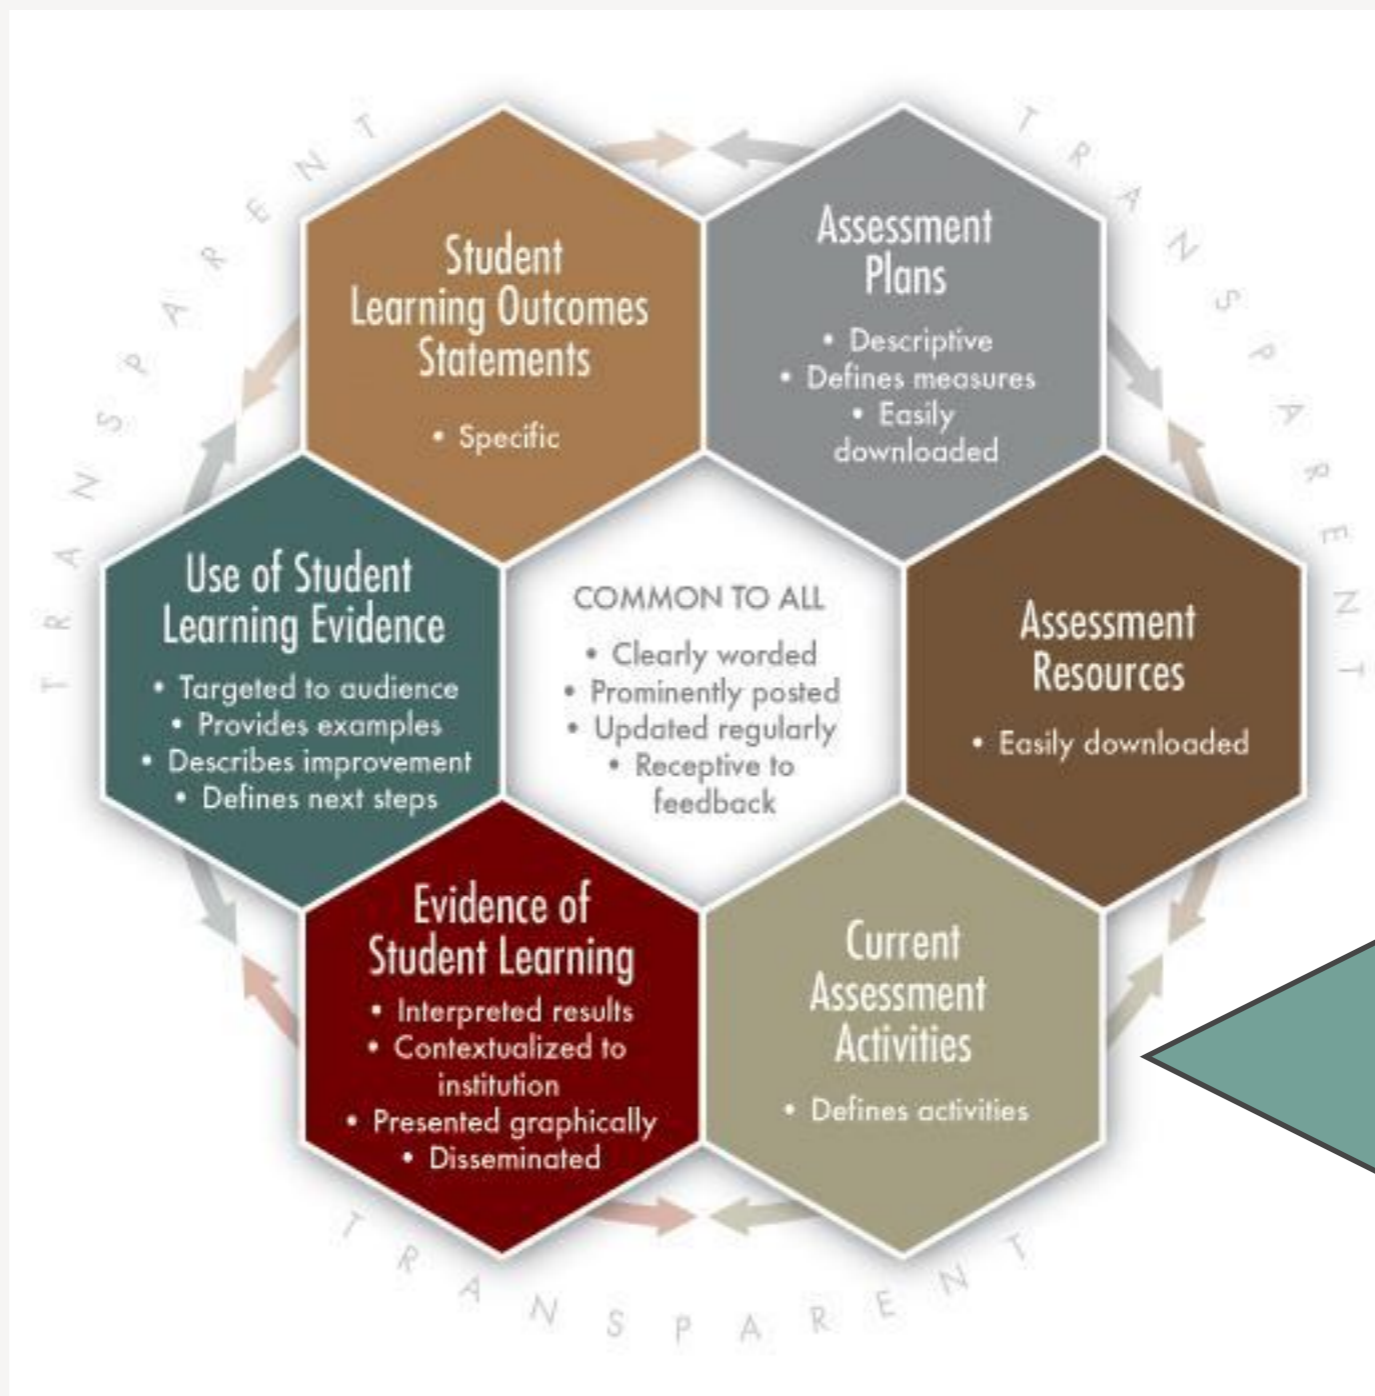 TRANSPARENT
TRANSPARENT
Student
Learning Outcomes
Statements
• Specific
Assessment
Plans
• Descriptive
• Defines measures
• Easily
downloaded
Use of Student
Learning Evidence
• Targeted to audience
• Provides examples
• Describes improvement
• Defines next steps
COMMON TO ALL
• Clearly worded
• Prominently posted
• Updated regularly
• Receptive to
feedback
Assessment
Resources
• Easily downloaded
Evidence of
Student Learning
• Interpreted results
• Contextualized to
institution
• Presented graphically
• Disseminated
Current
Assessment
Activities
• Defines activities
TRANSPARENT